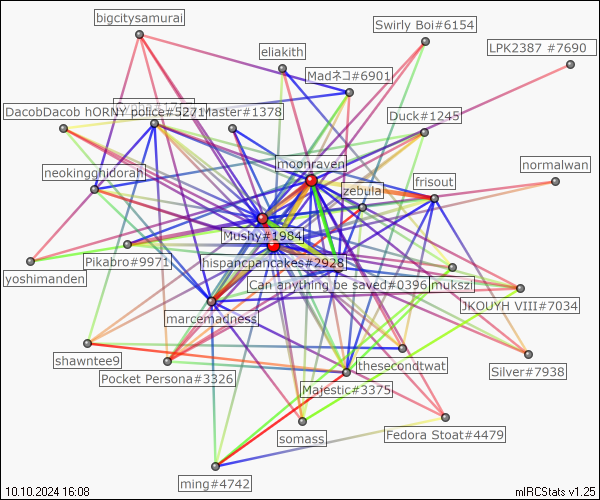 bigcitysamurai
Swirly Boi#6154
eliakith
LPK2387 #7690
Madネコ#6901
DacobDacob hORNY police#5271
Master#1378
Duck#1245
moonraven
normalwan
neokingghidorah
zebula
frisout
Mushy#1984
Pikabro#9971
hispancpancakes#2928
yoshimanden
Can anything be saved#0396
mukszi
JKOUYH VIII#7034
marcemadness
shawntee9
thesecondtwat
Pocket Persona#3326
Silver#7938
Majestic#3375
somass
Fedora Stoat#4479
ming#4742
10.10.2024 16:08
mIRCStats v1.25